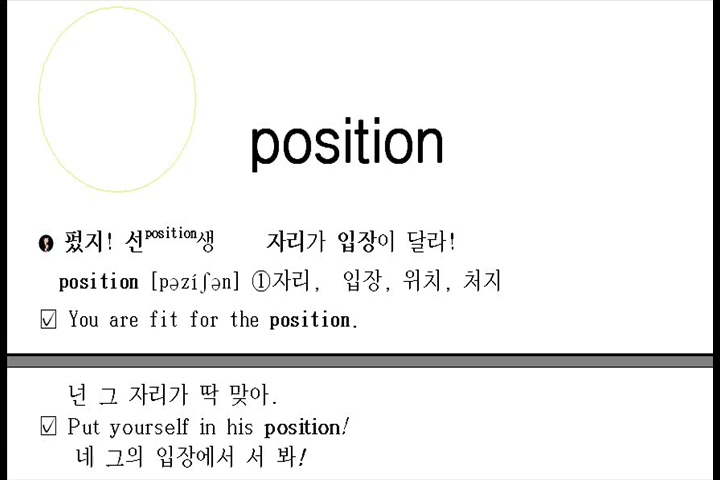 position
폈지! 선position생 자리가 입장이 달라!
position [pəzíʃən] ①자리, 입장, 위치, 처지
☑ You are fit for the position.
넌 그 자리가 딱 맞아.
☑ Put yourself in his position!
네 그의 입장에서 서 봐!